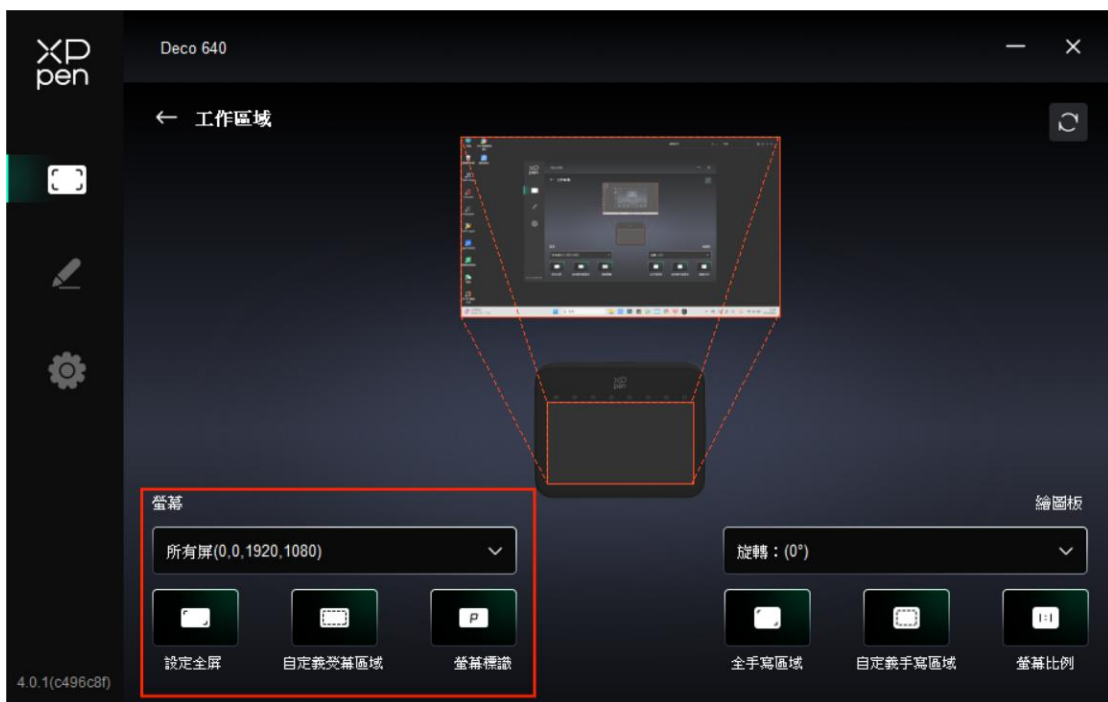 XP
pen
Deco 640
工作區域
XP
pen
螢幕
繪圖板
所有屏(0,0,1920,1080)
旋轉：(0°)
設定全屏
自定義熒幕區域
螢幕標識
全手寫區域
自定義手寫區域
螢幕比例
4.0.1(c496c8f)